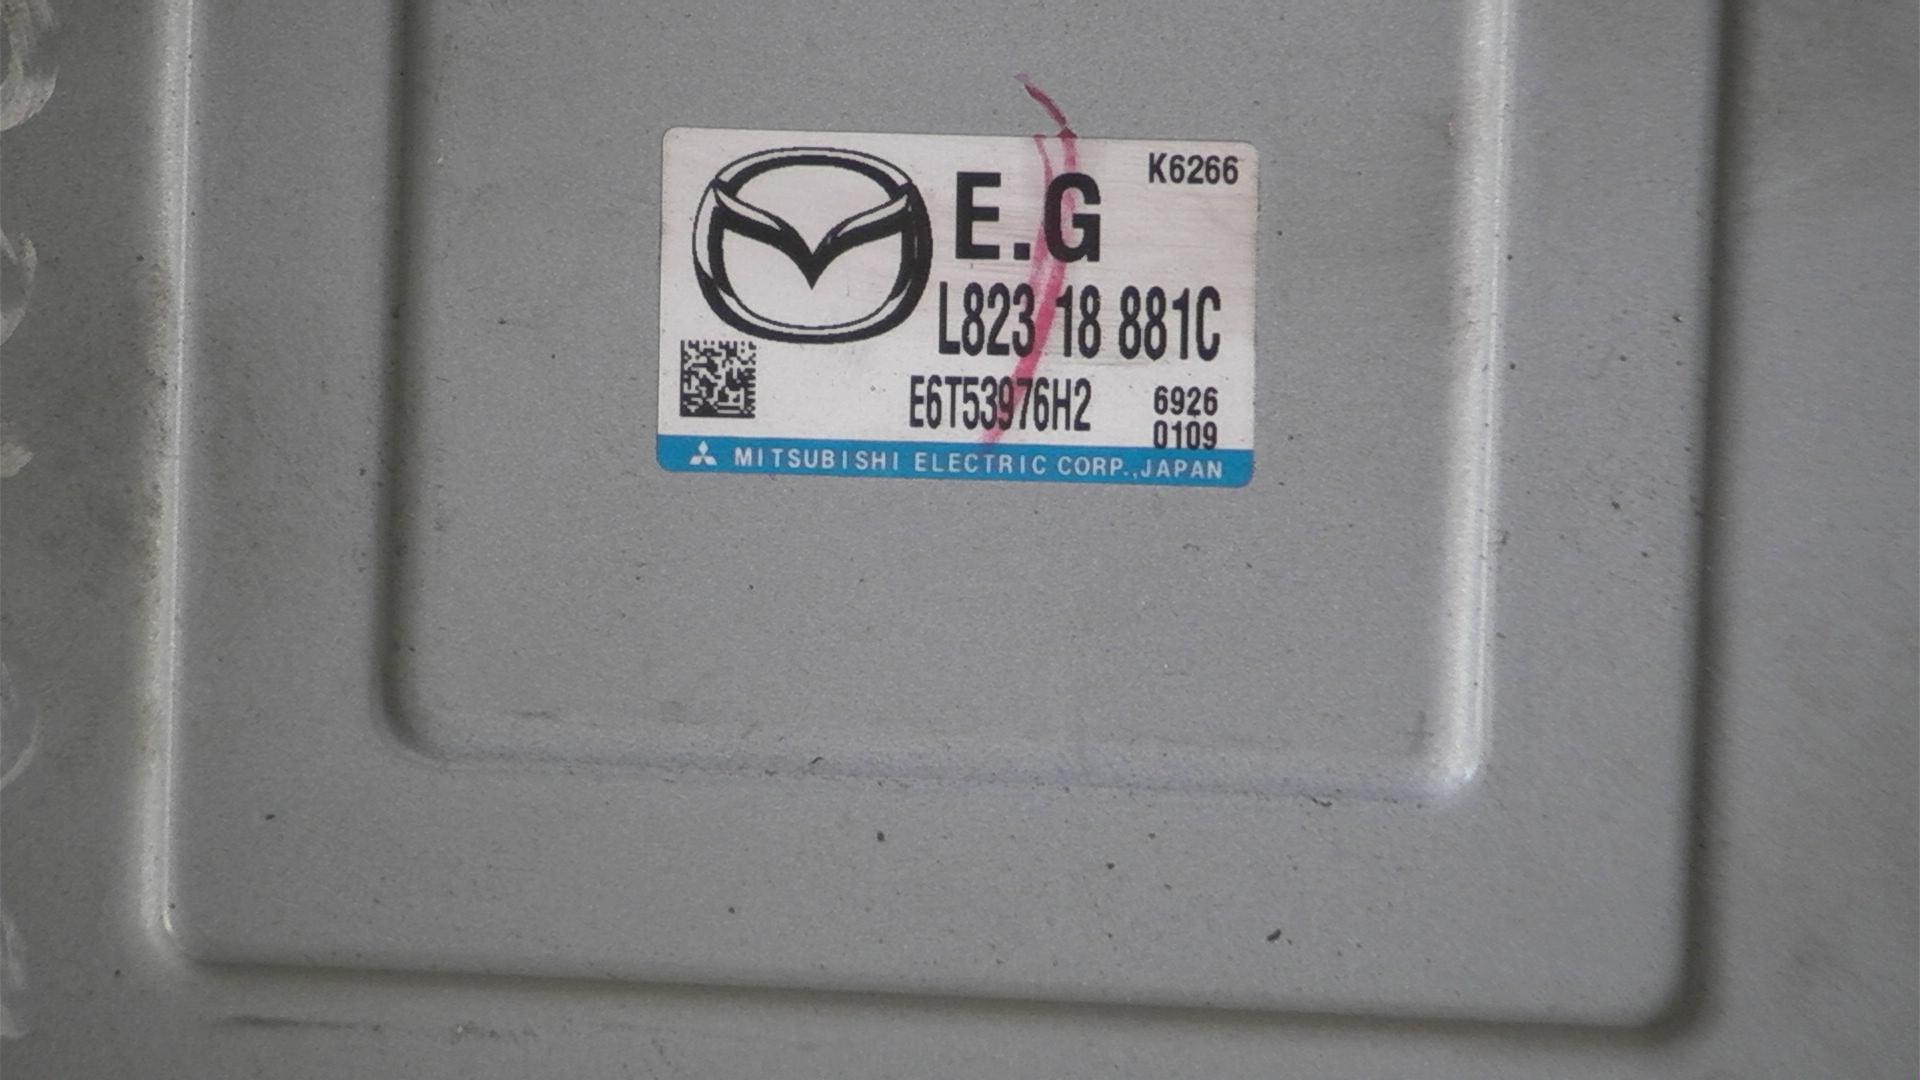 K6266
E.G
L823 18 881C
E6T53976H2 6926
0109
MITSUBISHI ELECTRIC CORP.,JAPAN